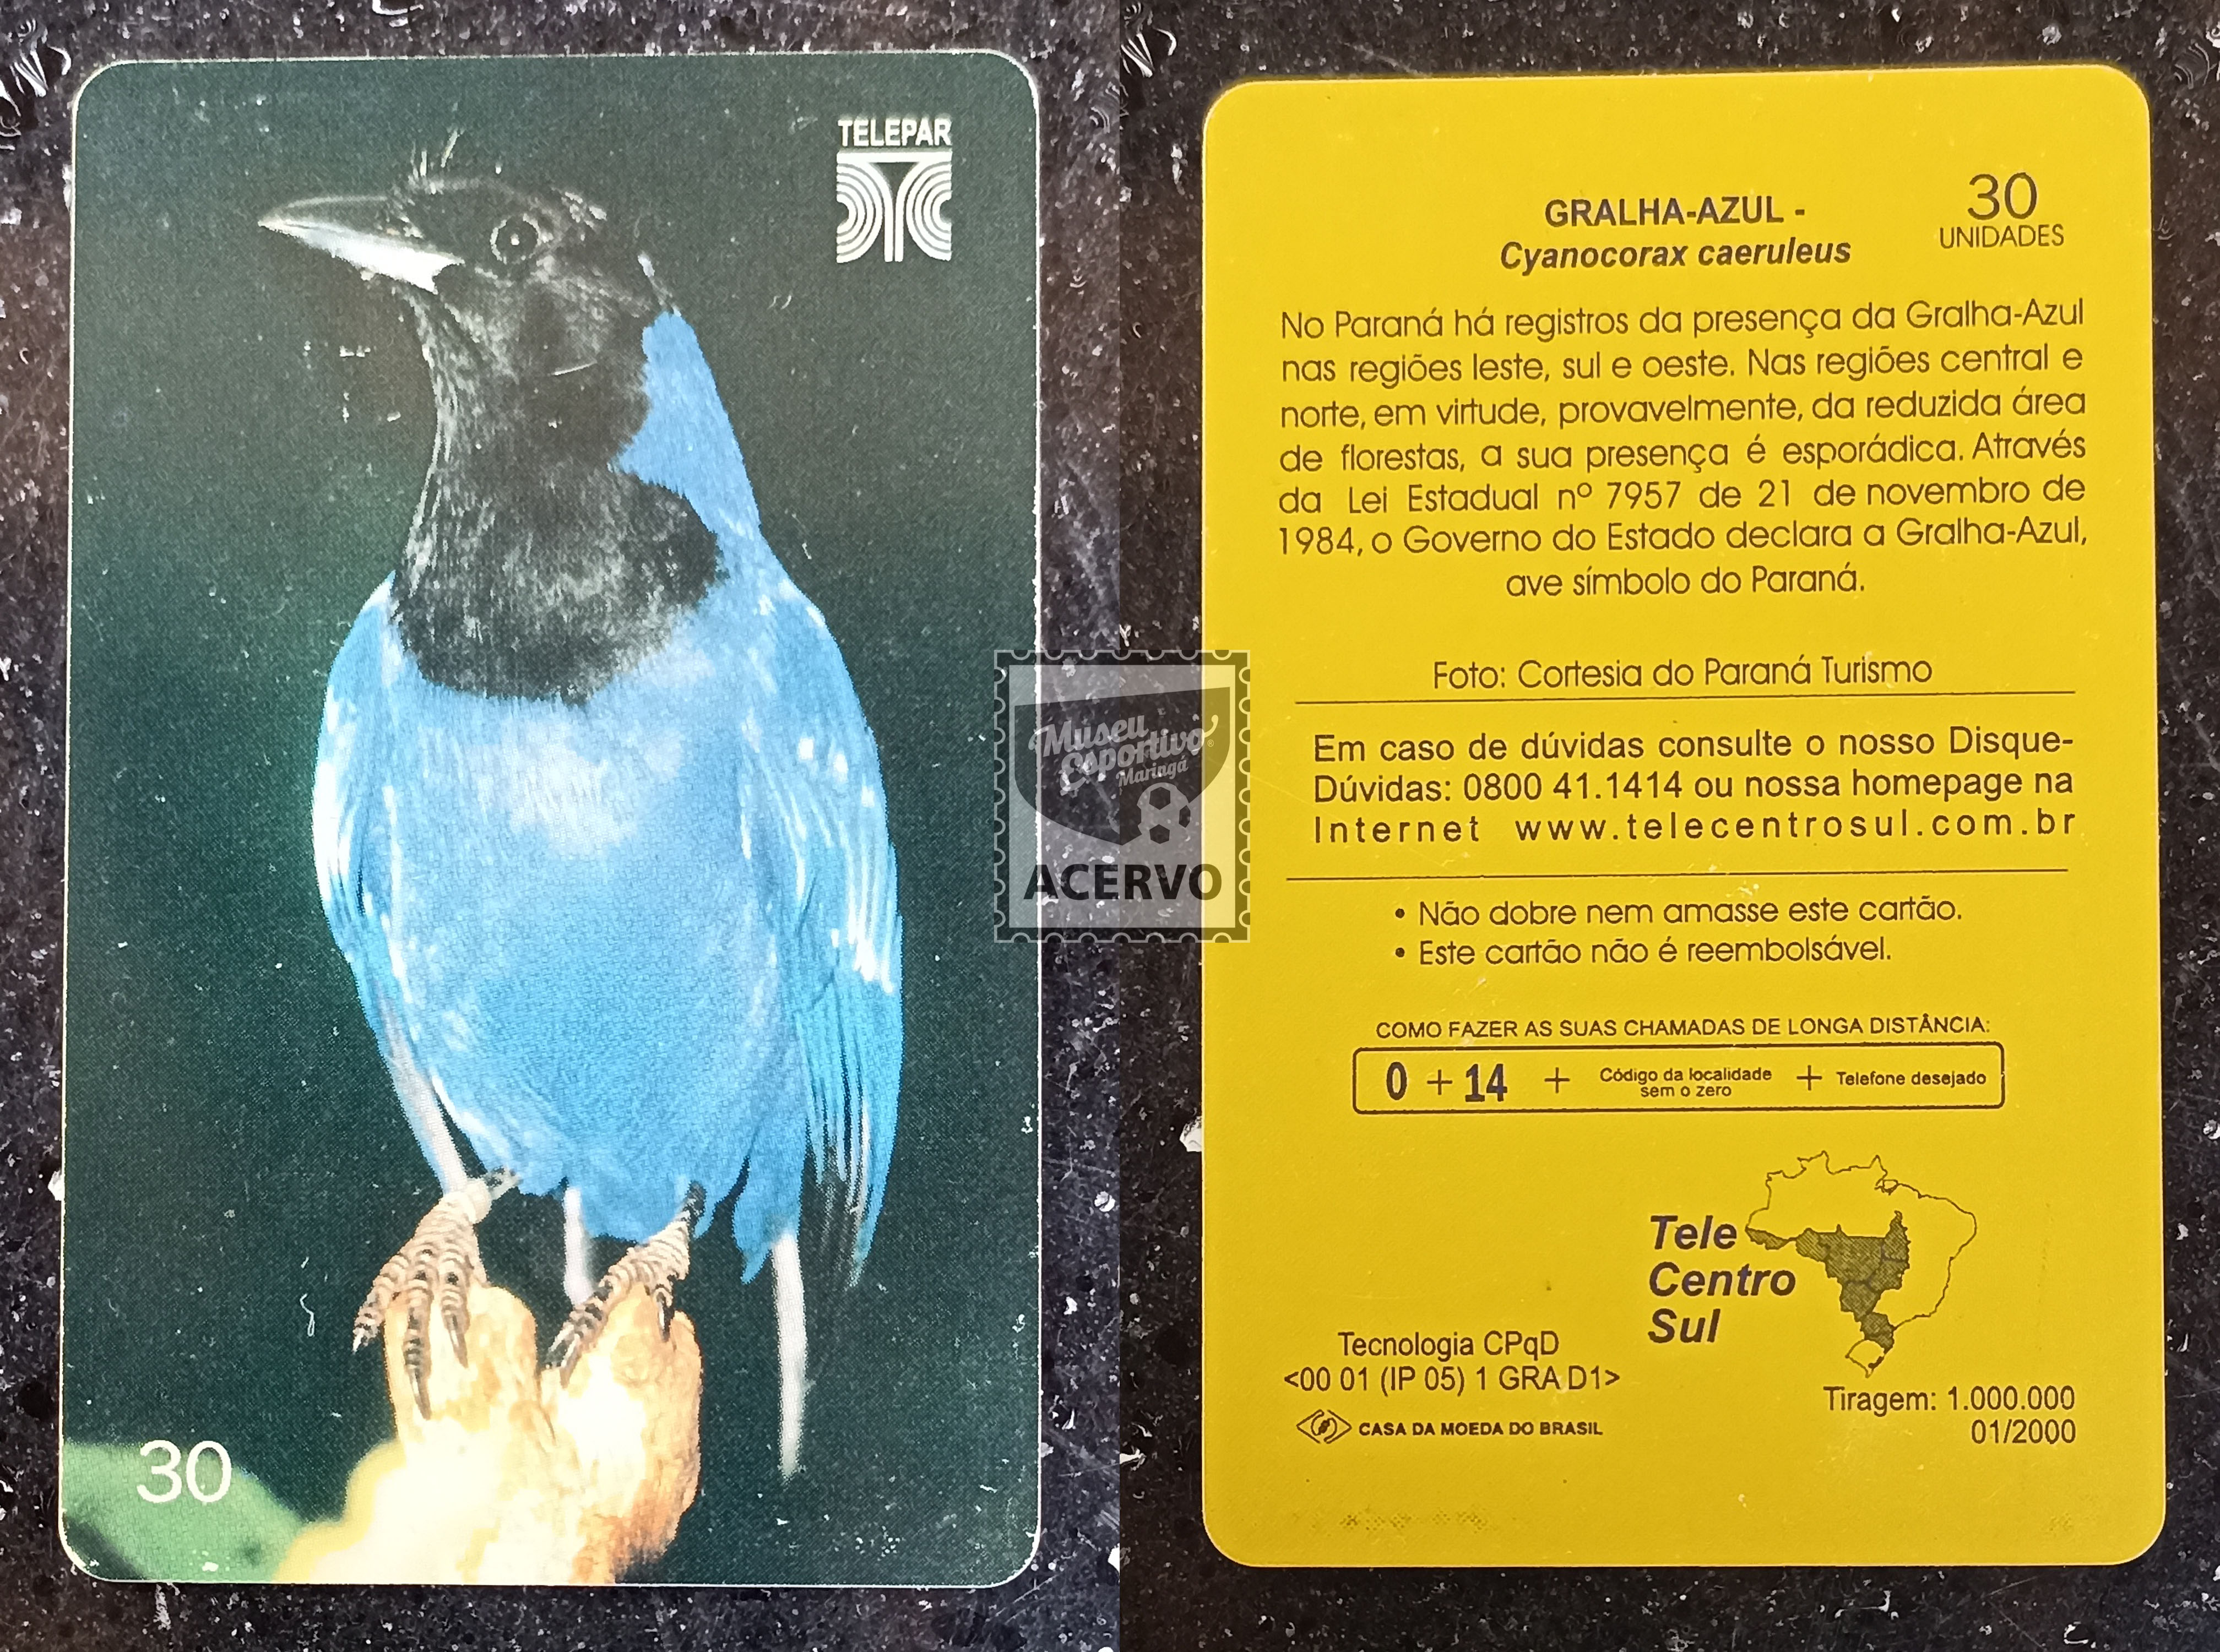 TELEPAR
30
GRALHA-AZUL -
Cyanocorax caeruleus
30
UNIDADES
No Paraná há registros da presença da Gralha-Azul
nas regiões leste, sul e oeste. Nas regiões central e
norte, em virtude, provavelmente, da reduzida área
de florestas, a sua presença é esporádica. Através
da Lei Estadual nº 7957 de 21 de novembro de
1984, o Governo do Estado declara a Gralha-Azul,
ave símbolo do Paraná.
Foto: Cortesia do Paraná Turismo
Em caso de dúvidas consulte o nosso Disque-
Dúvidas: 0800 41.1414 ou nossa homepage na
Internet www.telecentrosul.com.br
• Não dobre nem amasse este cartão.
• Este cartão não é reembolsável.
COMO FAZER AS SUAS CHAMADAS DE LONGA DISTÂNCIA:
0 + 14 + Código da localidade
sem o zero + Telefone desejado
Tele
Centro
Sul
Tecnologia CPqD
<00 01 (IP 05) 1 GRA D1>
CASA DA MOEDA DO BRASIL
Tiragem: 1.000.000
01/2000
Museu
Esportivo
Maringá
ACERVO